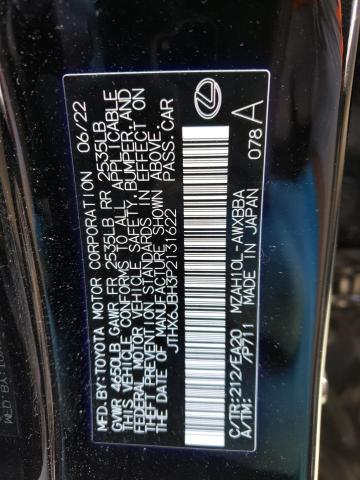 MFD. BY: TOYOTA MOTOR CORPORATION 06/22
GVWR 4650LB GAWR FR 2535LB RR 2535LB
THIS VEHICLE CONFORMS TO ALL APPLICABLE
FEDERAL MOTOR VEHICLE SAFETY, BUMPER, AND
THEFT PREVENTION STANDARDS IN EFFECT ON
THE DATE OF MANUFACTURE SHOWN ABOVE.
JTHX6JBH3P2131622 PASS. CAR
C/TR:212/EA20 MZAH10L-AWXBBA
A/TM: /P711 MADE IN JAPAN 078 A